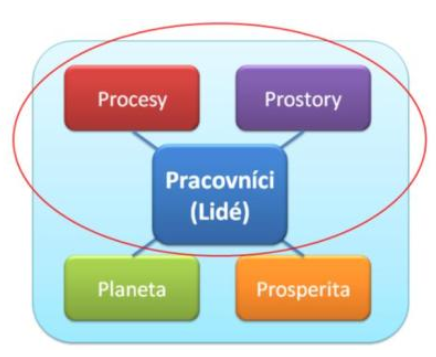 Procesy
Prostory
Pracovníci
(Lidé)
Planeta
Prosperita